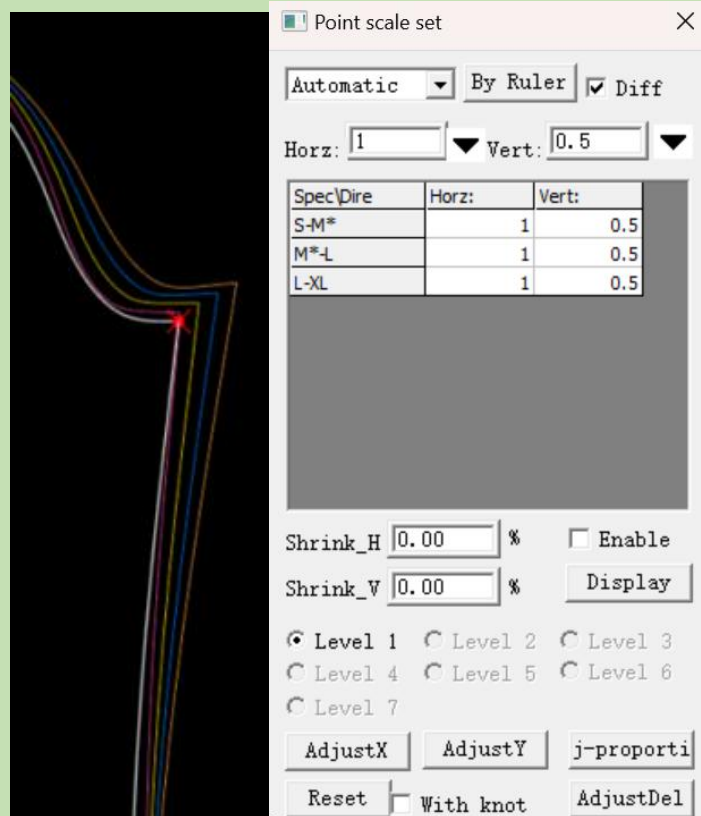 Point scale set
Automatic By Ruler Diff
Horz: 1 Vert: 0.5
Spec\Dire Horz: Vert:
S-M* 1 0.5
M*-L 1 0.5
L-XL 1 0.5
Shrink_H 0.00 % Enable
Shrink_V 0.00 % Display
Level 1 Level 2 Level 3
Level 4 Level 5 Level 6
Level 7
AdjustX AdjustY j-proporti
Reset With knot AdjustDel